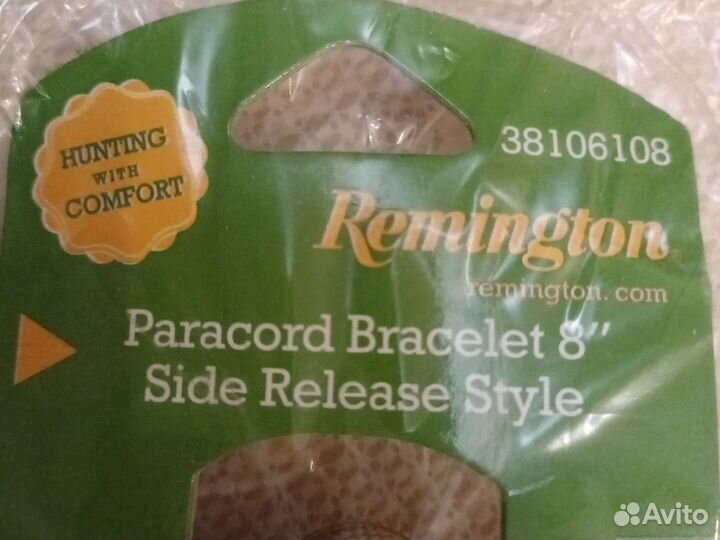 HUNTING
WITH
COMFORT
38106108
Remington
remington.com
Paracord Bracelet 8"
Side Release Style
Avito